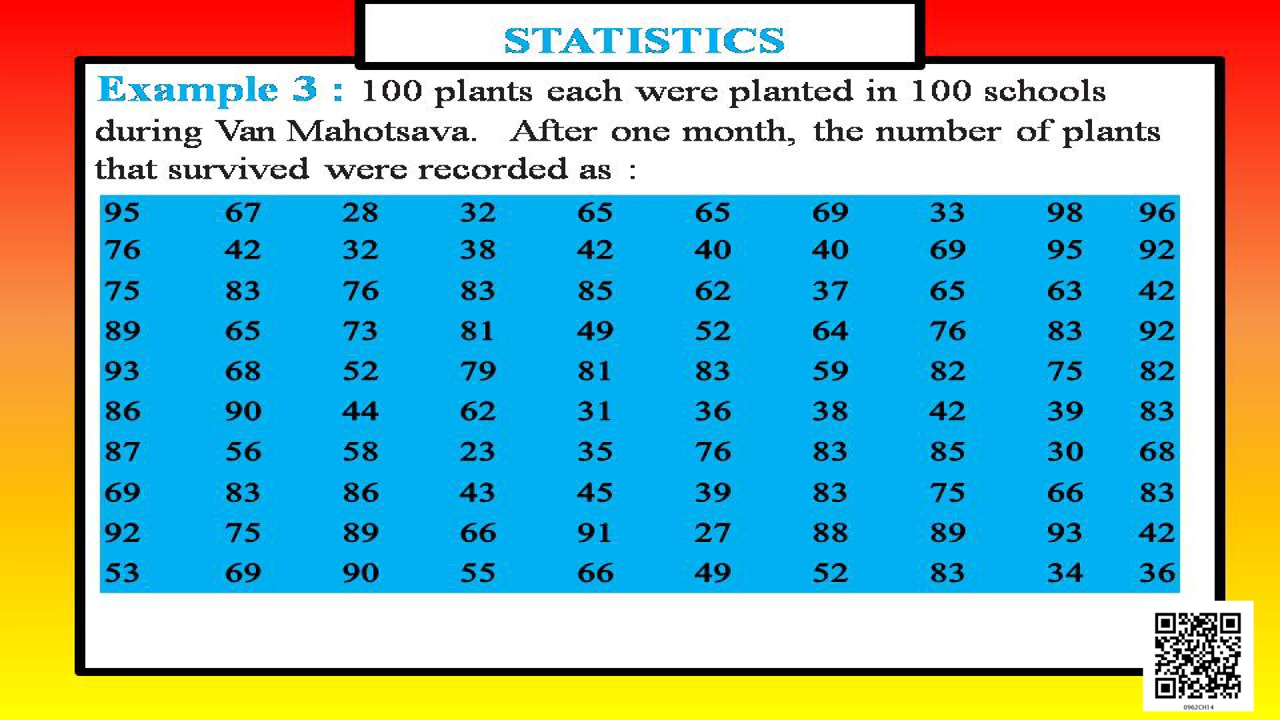 STATISTICS
Example 3 : 100 plants each were planted in 100 schools
during Van Mahotsava. After one month, the number of plants
that survived were recorded as :
95 67 28 32 65 65 69 33 98 96
76 42 32 38 42 40 40 69 95 92
75 83 76 83 85 62 37 65 63 42
89 65 73 81 49 52 64 76 83 92
93 68 52 79 81 83 59 82 75 82
86 90 44 62 31 36 38 42 39 83
87 56 58 23 35 76 83 85 30 68
69 83 86 43 45 39 83 75 66 83
92 75 89 66 91 27 88 89 93 42
53 69 90 55 66 49 52 83 34 36
0962CH14